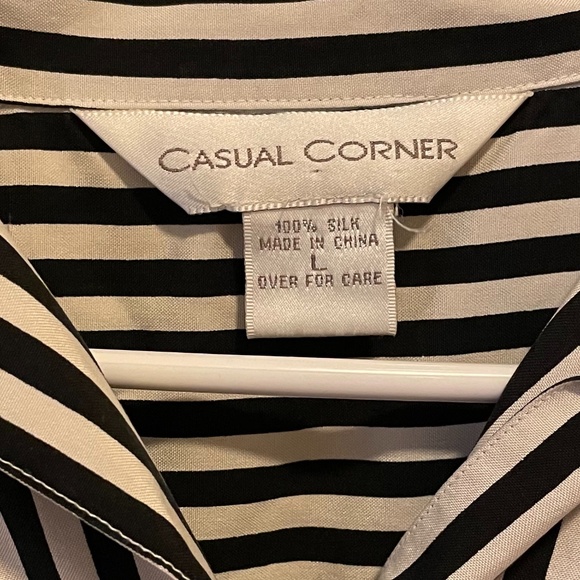 CASUAL CORNER
100% SILK
MADE IN CHINA
L
OVER FOR CARE